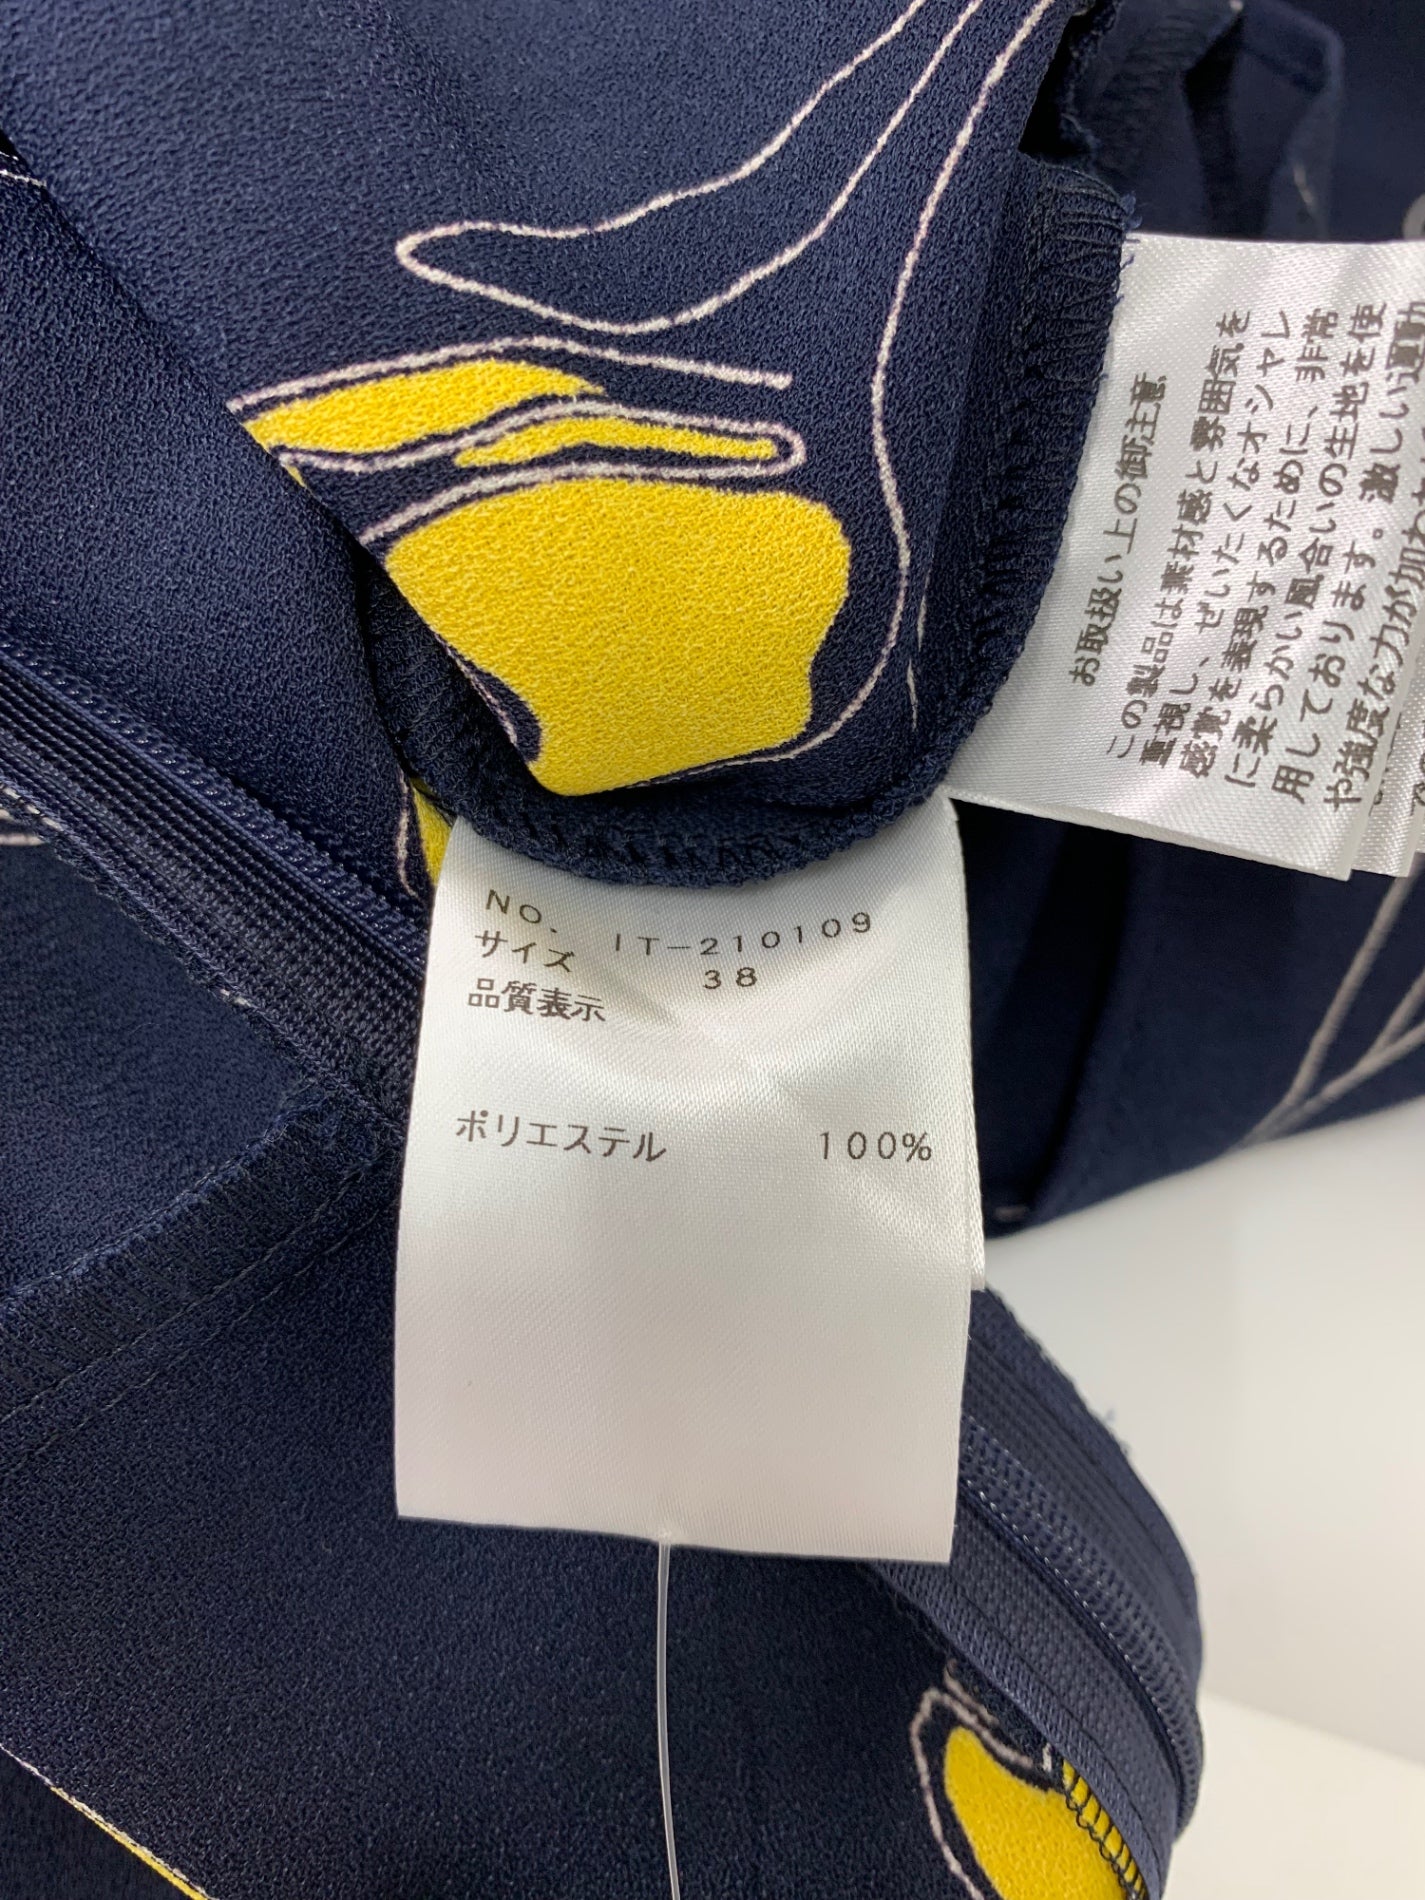 NO. IT-210109
サイズ 38
品質表示
ポリエステル 100%
お取扱い上の御注意
この製品は素材感と雰囲気を
重視し、ぜいたくなオシャレ
感覚を表現するために、非常
に柔らかい風合いの生地を使
用しております。激しい運動
や強度な力が加わ